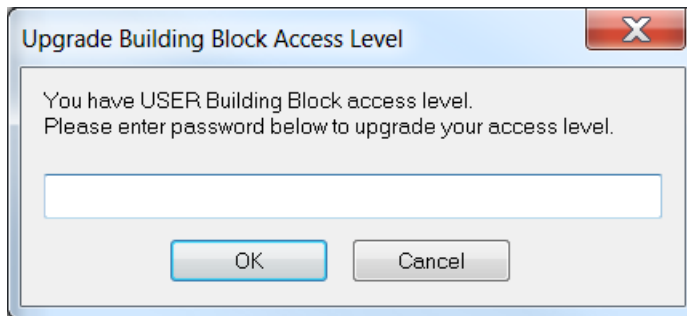 Upgrade Building Block Access Level
You have USER Building Block access level.
Please enter password below to upgrade your access level.
OK
Cancel